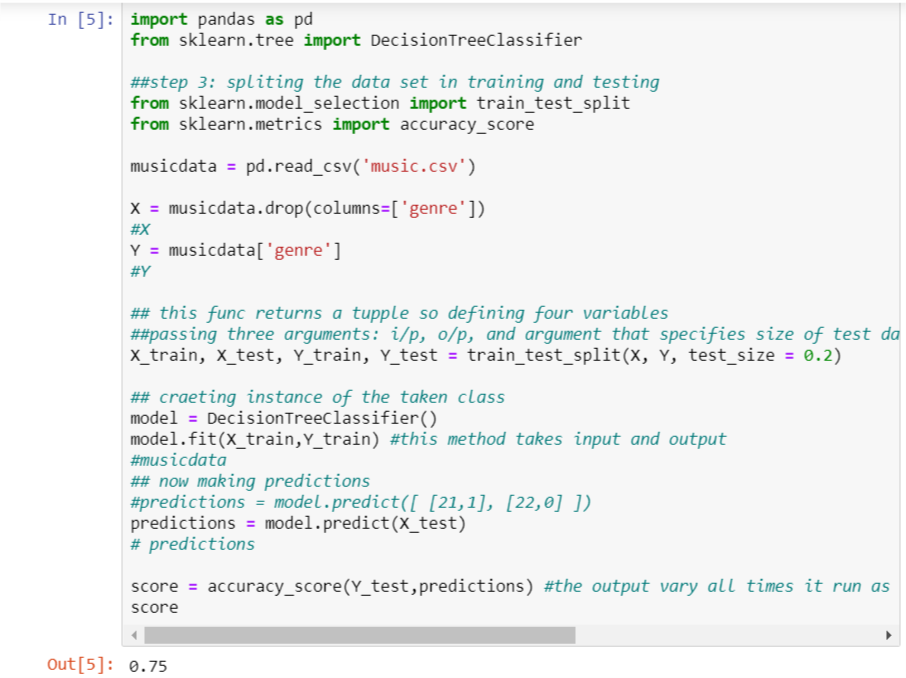 In [5]: import pandas as pd
from sklearn.tree import DecisionTreeClassifier
##step 3: spliting the data set in training and testing
from sklearn.model_selection import train_test_split
from sklearn.metrics import accuracy_score
musicdata = pd.read_csv('music.csv')
X = musicdata.drop(columns=['genre'])
#X
Y = musicdata['genre']
#Y
## this func returns a tupple so defining four variables
##passing three arguments: i/p, o/p, and argument that specifies size of test da
X_train, X_test, Y_train, Y_test = train_test_split(X, Y, test_size = 0.2)
## craeting instance of the taken class
model = DecisionTreeClassifier()
model.fit(X_train,Y_train) #this method takes input and output
#musicdata
## now making predictions
#predictions = model.predict([ [21,1], [22,0] ])
predictions = model.predict(X_test)
# predictions
score = accuracy_score(Y_test,predictions) #the output vary all times it run as
score
Out[5]: 0.75